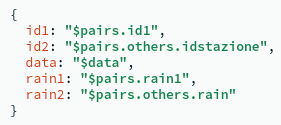 {
  id1: "$pairs.id1",
  id2: "$pairs.others.idstazione",
  data: "$data",
  rain1: "$pairs.rain1",
  rain2: "$pairs.others.rain"
}